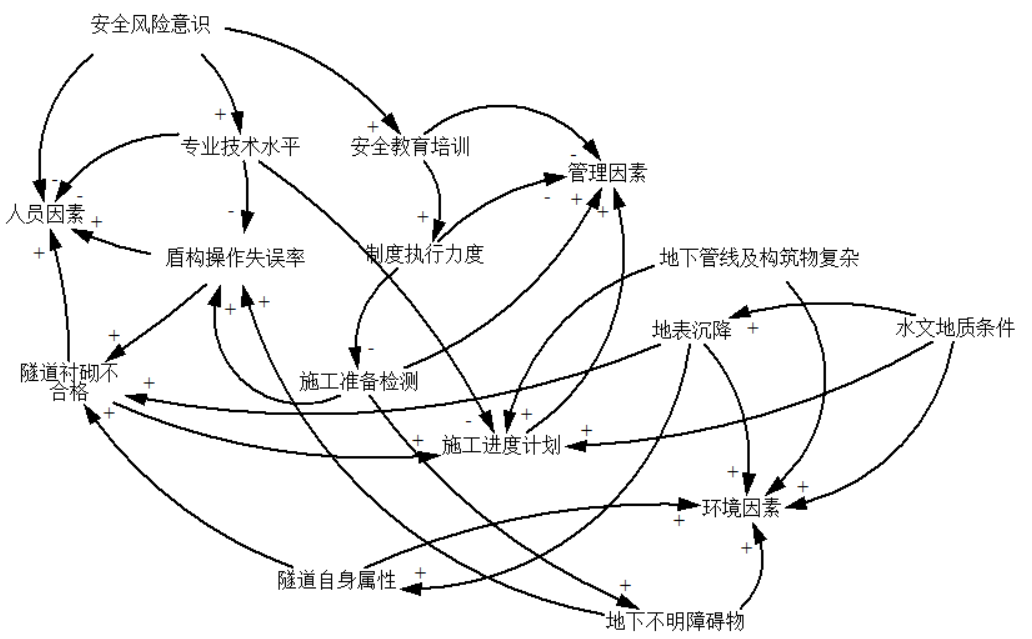 安全风险意识
+
+
专业技术水平
安全教育培训
-
管理因素
-
-
-
+
+
人员因素
+
-
+
+
盾构操作失误率
制度执行力度
地下管线及构筑物复杂
+
+
地表沉降
+
水文地质条件
+
-
隧道衬砌不
合格
+
施工准备检测
+
-
+
+
+
施工进度计划
+
+
环境因素
+
+
隧道自身属性
+
+
+
地下不明障碍物